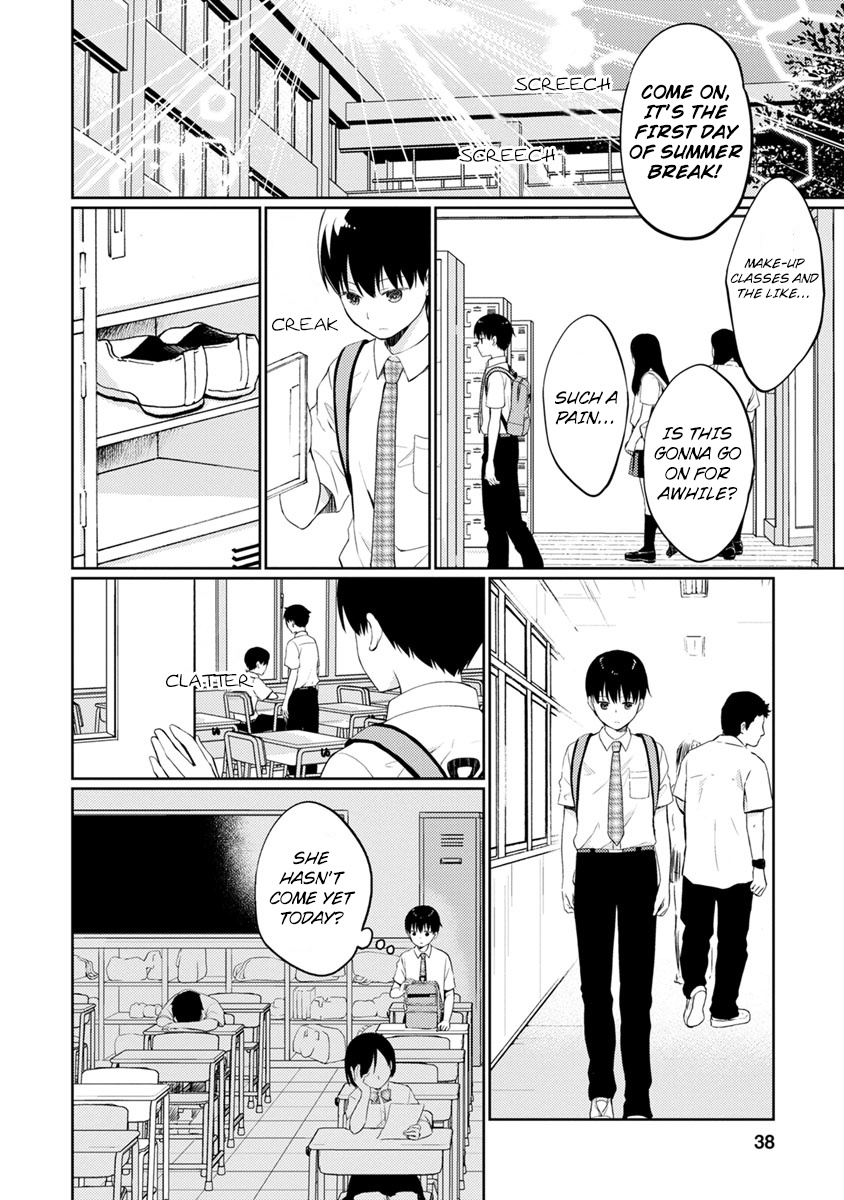 COME ON,
IT'S THE
FIRST DAY
OF SUMMER
BREAK!
SCREECH
SCREECH
MAKE-UP
CLASSES AND
THE LIKE...
IS THIS
GONNA GO
ON FOR
AWHILE?
SUCH A
PAIN...
CREAK
CLATTER
SHE
HASN'T
COME YET
TODAY?
38